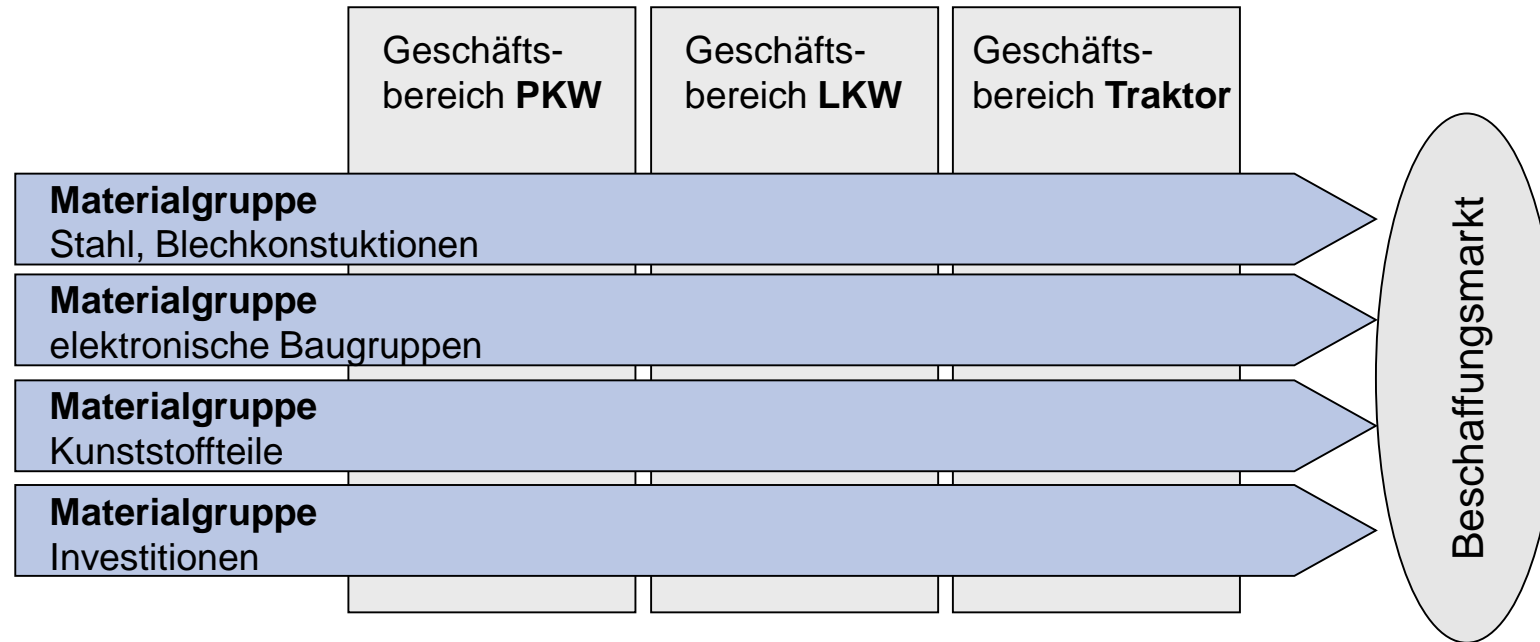 Geschäfts-
bereich PKW
Geschäfts-
bereich LKW
Geschäfts-
bereich Traktor
Materialgruppe
Stahl, Blechkonstuktionen
Materialgruppe
elektronische Baugruppen
Materialgruppe
Kunststoffteile
Materialgruppe
Investitionen
Beschaffungsmarkt